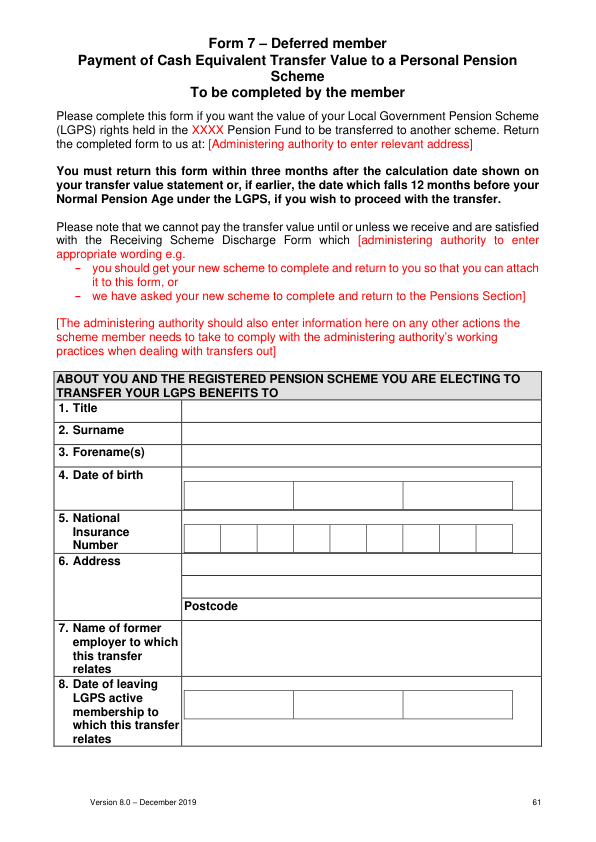 Form 7 – Deferred member
Payment of Cash Equivalent Transfer Value to a Personal Pension
Scheme
To be completed by the member
Please complete this form if you want the value of your Local Government Pension Scheme
(LGPS) rights held in the XXXX Pension Fund to be transferred to another scheme. Return
the completed form to us at: [Administering authority to enter relevant address]
You must return this form within three months after the calculation date shown on
your transfer value statement or, if earlier, the date which falls 12 months before your
Normal Pension Age under the LGPS, if you wish to proceed with the transfer.
Please note that we cannot pay the transfer value until or unless we receive and are satisfied
with the Receiving Scheme Discharge Form which [administering authority to enter
appropriate wording e.g.
– you should get your new scheme to complete and return to you so that you can attach
it to this form, or
– we have asked your new scheme to complete and return to the Pensions Section]
[The administering authority should also enter information here on any other actions the
scheme member needs to take to comply with the administering authority's working
practices when dealing with transfers out]
ABOUT YOU AND THE REGISTERED PENSION SCHEME YOU ARE ELECTING TO
TRANSFER YOUR LGPS BENEFITS TO
1. Title
2. Surname
3. Forename(s)
4. Date of birth
5. National
Insurance
Number
6. Address
Postcode
7. Name of former
employer to which
this transfer
relates
8. Date of leaving
LGPS active
membership to
which this transfer
relates
Version 8.0 – December 2019
61